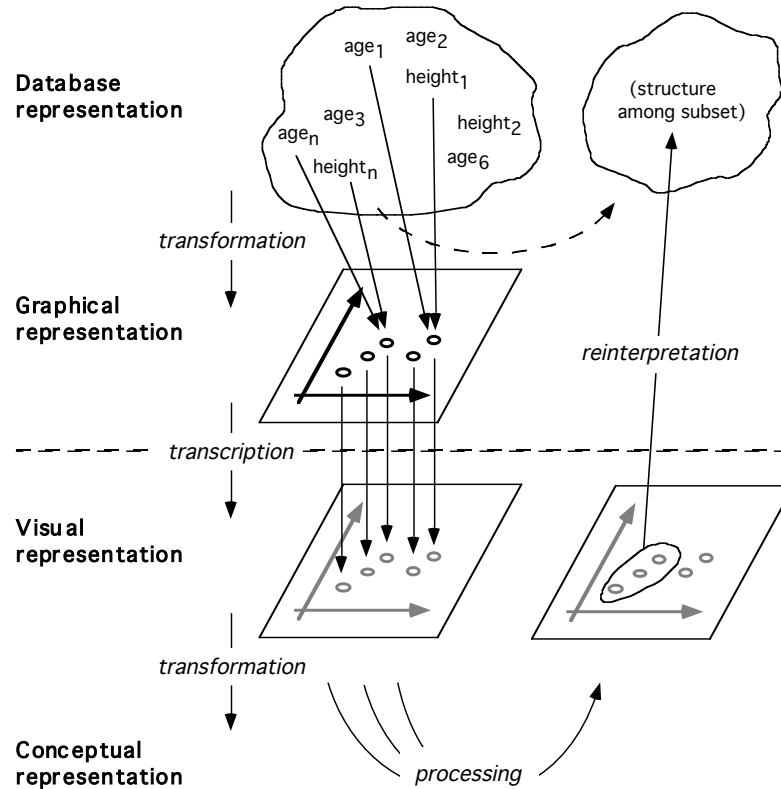 Database
representation
age₁
age₂
height₁
ageₙ
age₃
height₂
heightₙ
age₆
(structure
among subset)
transformation
Graphical
representation
reinterpretation
transcription
Visual
representation
transformation
Conceptual
representation
processing